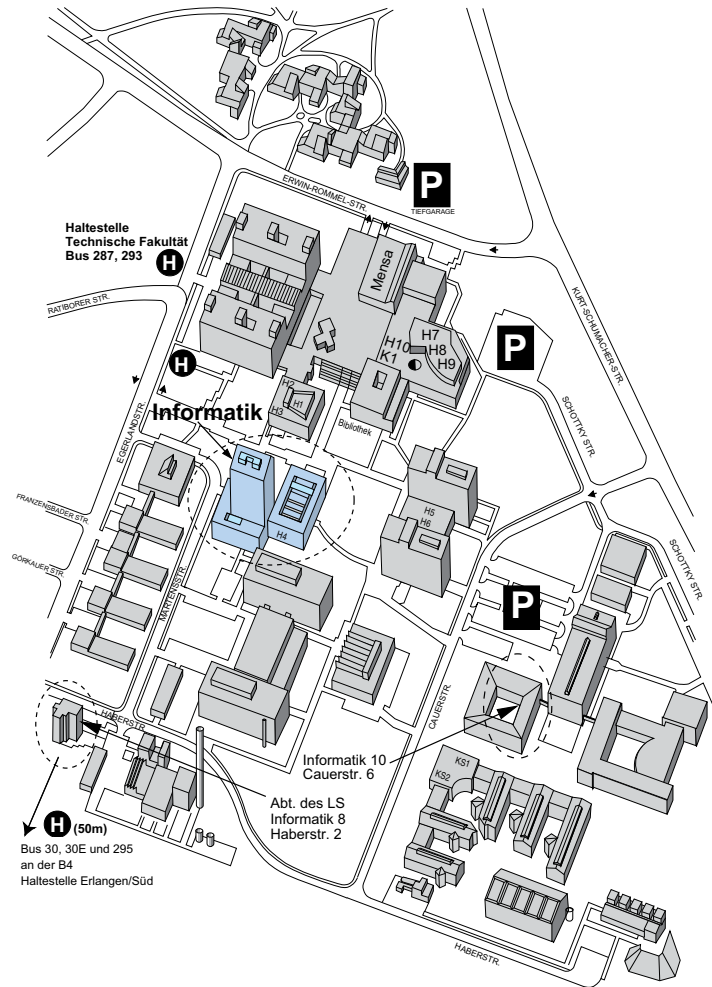 ERWIN-ROMMEL-STR.
P
TIEFGARAGE
Haltestelle
Technische Fakultät
Bus 287, 293
H
Mensa
RATIBORER STR.
KURT-SCHUMACHER-STR.
H7
H8
H9
H10
K1
P
H
H2
H1
H3
Bibliothek
SCHOTTKY STR.
EGERLANDSTR.
Informatik
H4
H5
H6
FRANZENSBADER STR.
GÖRKAUER STR.
MARTENSSTR.
SCHOTTKY STR.
P
CAUERSTR.
HABERSTR.
Informatik 10
Cauerstr. 6
KS1
KS2
Abt. des LS
Informatik 8
Haberstr. 2
H (50m)
Bus 30, 30E und 295
an der B4
Haltestelle Erlangen/Süd
HABERSTR.